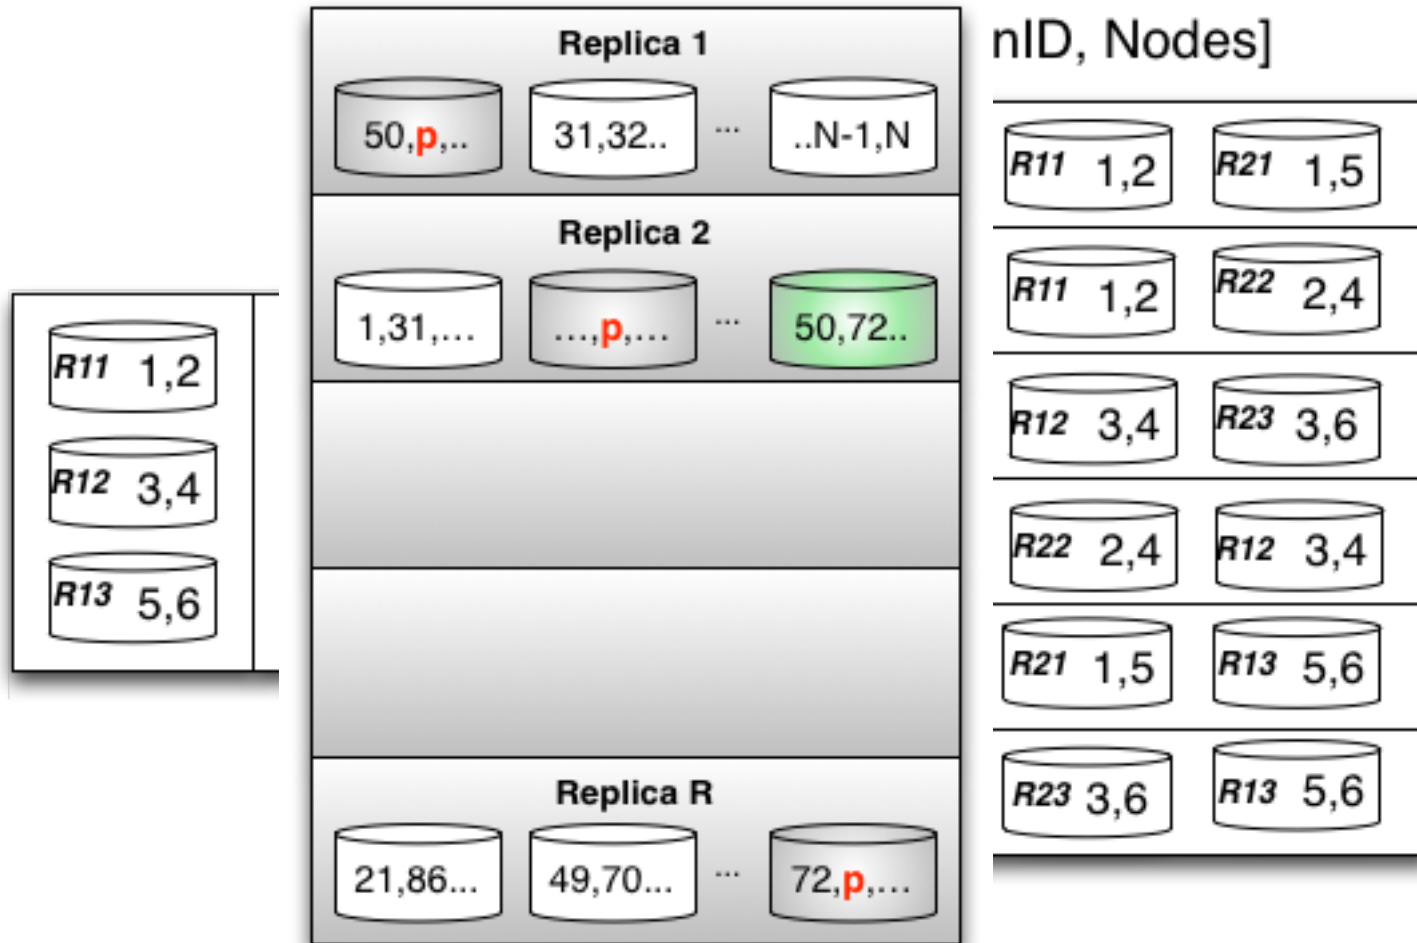 R11 1,2
R12 3,4
R13 5,6
Replica 1
50,p,.. 31,32.. ... ..N-1,N
Replica 2
1,31,... ...,p,... ... 50,72..
Replica R
21,86... 49,70... ... 72,p,...
nID, Nodes]
R11 1,2 R21 1,5
R11 1,2 R22 2,4
R12 3,4 R23 3,6
R22 2,4 R12 3,4
R21 1,5 R13 5,6
R23 3,6 R13 5,6